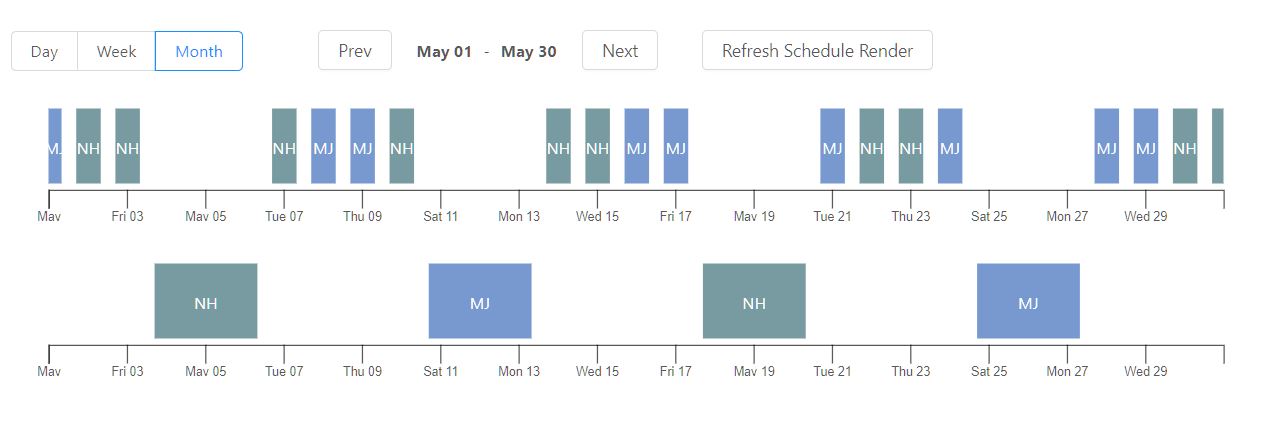 Day Week Month Prev May 01 - May 30 Next Refresh Schedule Render
MJ NH NH NH MJ MJ NH NH NH MJ MJ MJ NH NH MJ MJ MJ NH
May Fri 03 May 05 Tue 07 Thu 09 Sat 11 Mon 13 Wed 15 Fri 17 May 19 Tue 21 Thu 23 Sat 25 Mon 27 Wed 29
NH MJ NH MJ
May Fri 03 May 05 Tue 07 Thu 09 Sat 11 Mon 13 Wed 15 Fri 17 May 19 Tue 21 Thu 23 Sat 25 Mon 27 Wed 29